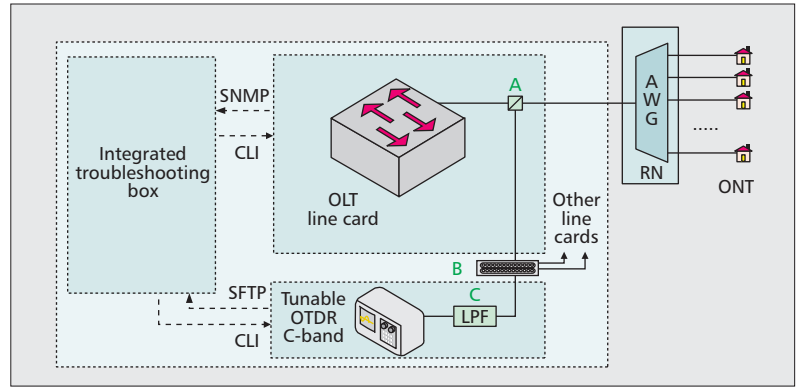 Integrated
troubleshooting
box
SNMP
CLI
OLT
line card
A
A
W
G
RN
.....
ONT
Other
line
cards
B
SFTP
CLI
Tunable
OTDR
C-band
C
LPF